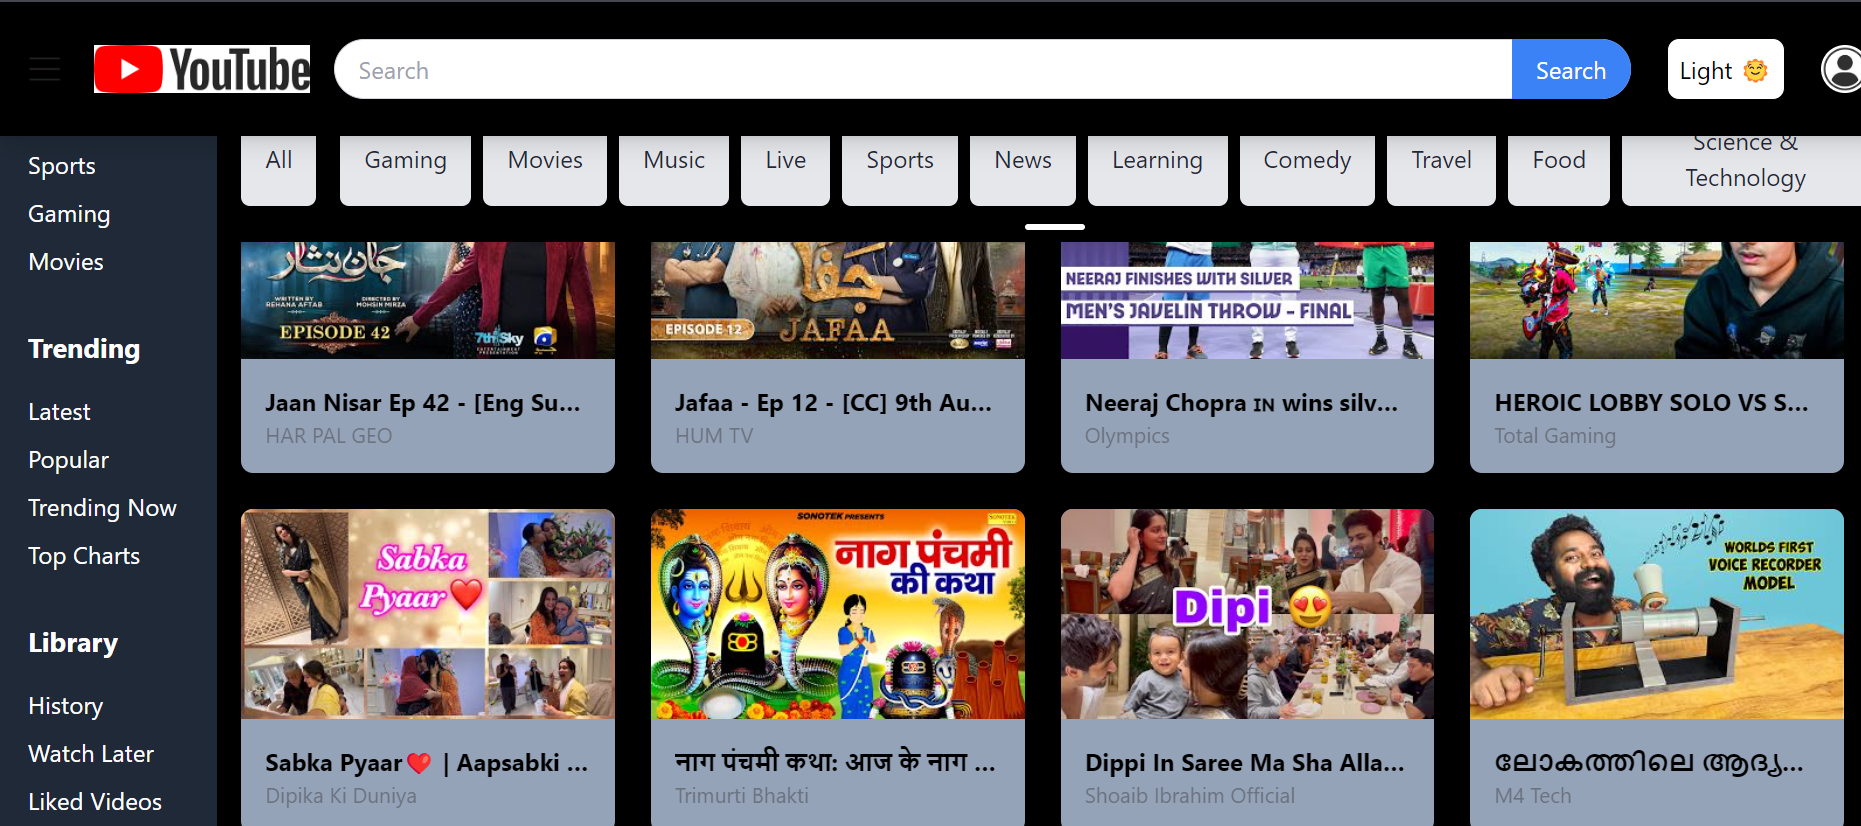 YouTube
Search
Search
Light
Sports
Gaming
Movies
Trending
Latest
Popular
Trending Now
Top Charts
Library
History
Watch Later
Liked Videos
All
Gaming
Movies
Music
Live
Sports
News
Learning
Comedy
Travel
Food
Science &
Technology
جان نثار
WRITTEN BY
REHANA AFTAB
DIRECTED BY
MOHSIN MIRZA
EPISODE 42
7th Sky
ENTERTAINMENT
PRESENTATION
Jaan Nisar Ep 42 - [Eng Su...
HAR PAL GEO
جفا
EPISODE 12
JAFAA
Jafaa - Ep 12 - [CC] 9th Au...
HUM TV
NEERAJ FINISHES WITH SILVER
MEN'S JAVELIN THROW - FINAL
Neeraj Chopra 🇮🇳 wins silv...
Olympics
HEROIC LOBBY SOLO VS S...
Total Gaming
Sabka
Pyaar❤️
Sabka Pyaar❤️ | Aapsabki ...
Dipika Ki Duniya
SONOTEK PRESENTS
SONOTEK
नाग पंचमी
की कथा
नाग पंचमी कथा: आज के नाग ...
Trimurti Bhakti
Dipi 😍
Dippi In Saree Ma Sha Alla...
Shoaib Ibrahim Official
WORLDS FIRST
VOICE RECORDER
MODEL
ലോകത്തിലെ ആദ്യ...
M4 Tech